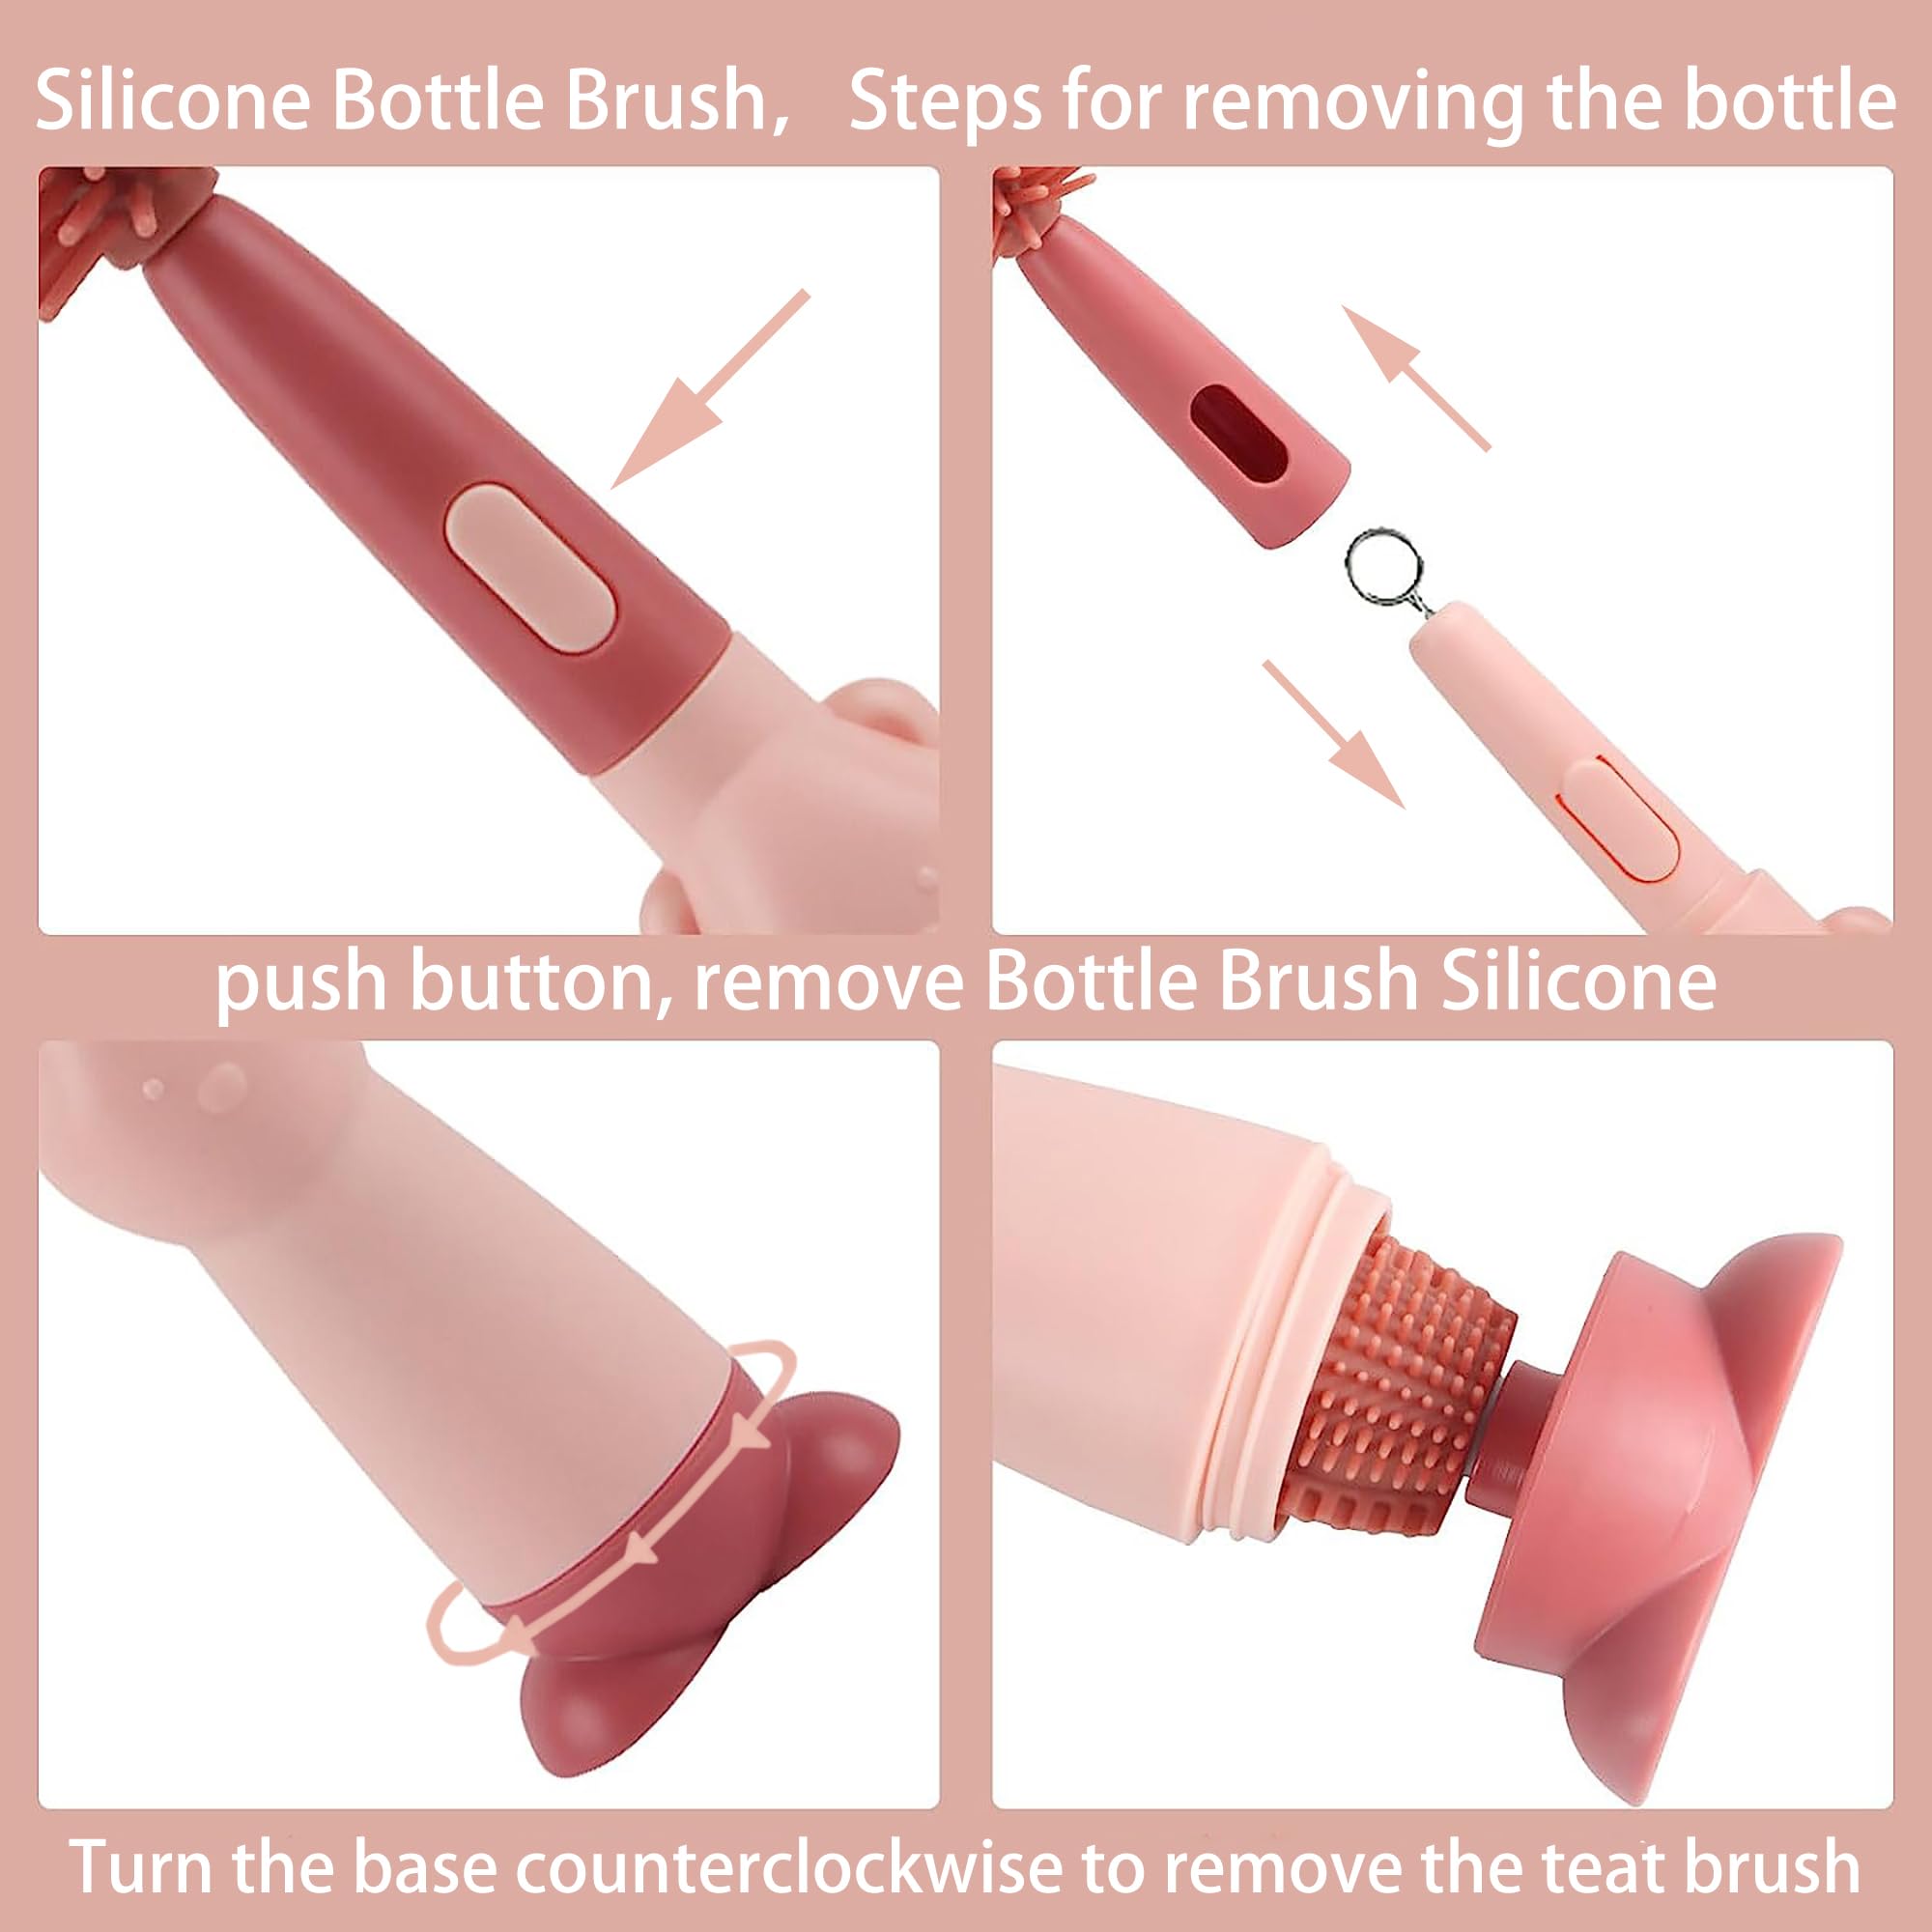 Silicone Bottle Brush, Steps for removing the bottle
push button, remove Bottle Brush Silicone
Turn the base counterclockwise to remove the teat brush